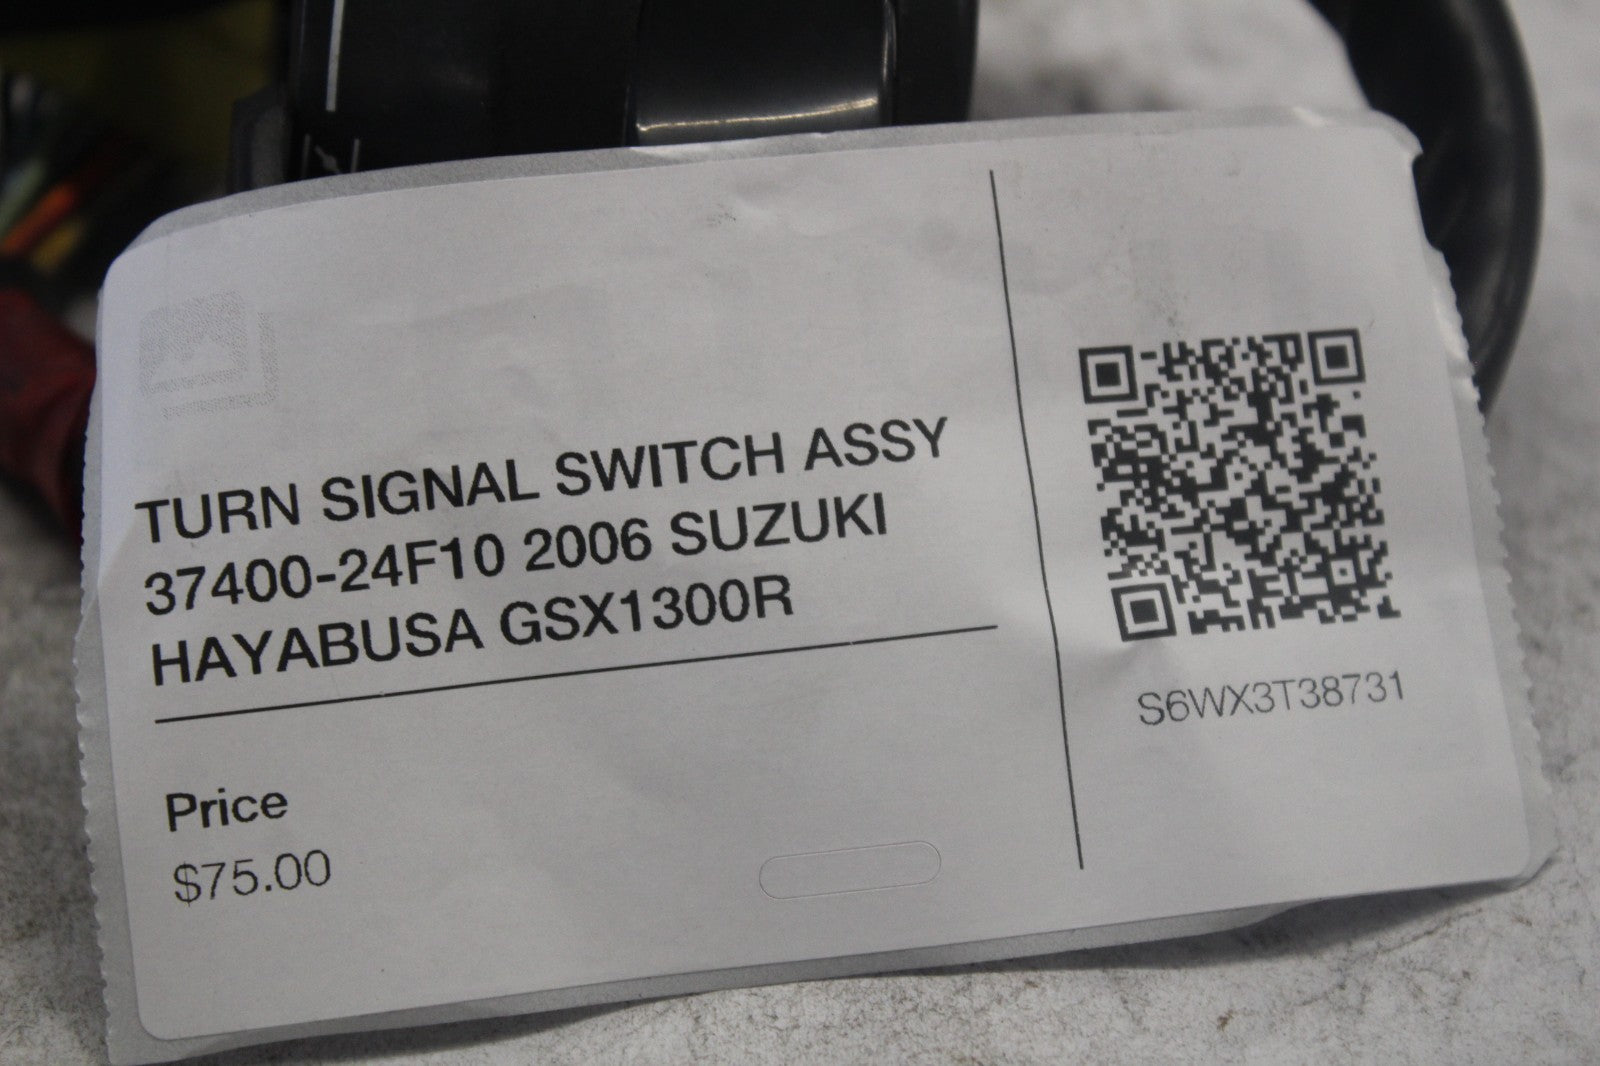 TURN SIGNAL SWITCH ASSY
37400-24F10 2006 SUZUKI
HAYABUSA GSX1300R
Price
$75.00
S6WX3T38731